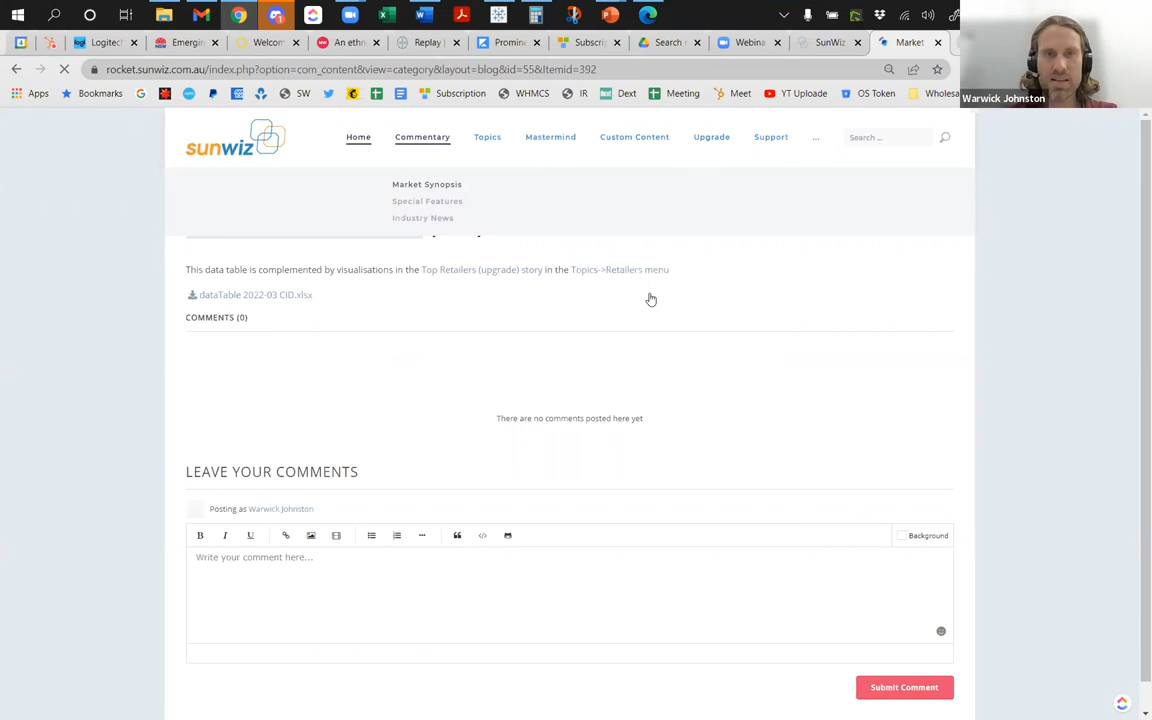 Logitech
Emergin
Welcom
An ethn
Replay
Promine
Subscrip
Search
Webina
SunWiz
Market
rocket.sunwiz.com.au/index.php?option=com_content&view=category&layout=blog&id=55&Itemid=392
Apps
Bookmarks
SW
Subscription
WHMCS
IR
Dext
Meeting
Meet
YT Uploade
OS Token
Wholesa
Warwick Johnston
sunwiz
Home
Commentary
Topics
Mastermind
Custom Content
Upgrade
Support
...
Search ...
Market Synopsis
Special Features
Industry News
This data table is complemented by visualisations in the Top Retailers (upgrade) story in the Topics->Retailers menu
dataTable 2022-03 CID.xlsx
COMMENTS (0)
There are no comments posted here yet
LEAVE YOUR COMMENTS
Posting as Warwick Johnston
B I U
Background
Write your comment here...
Submit Comment